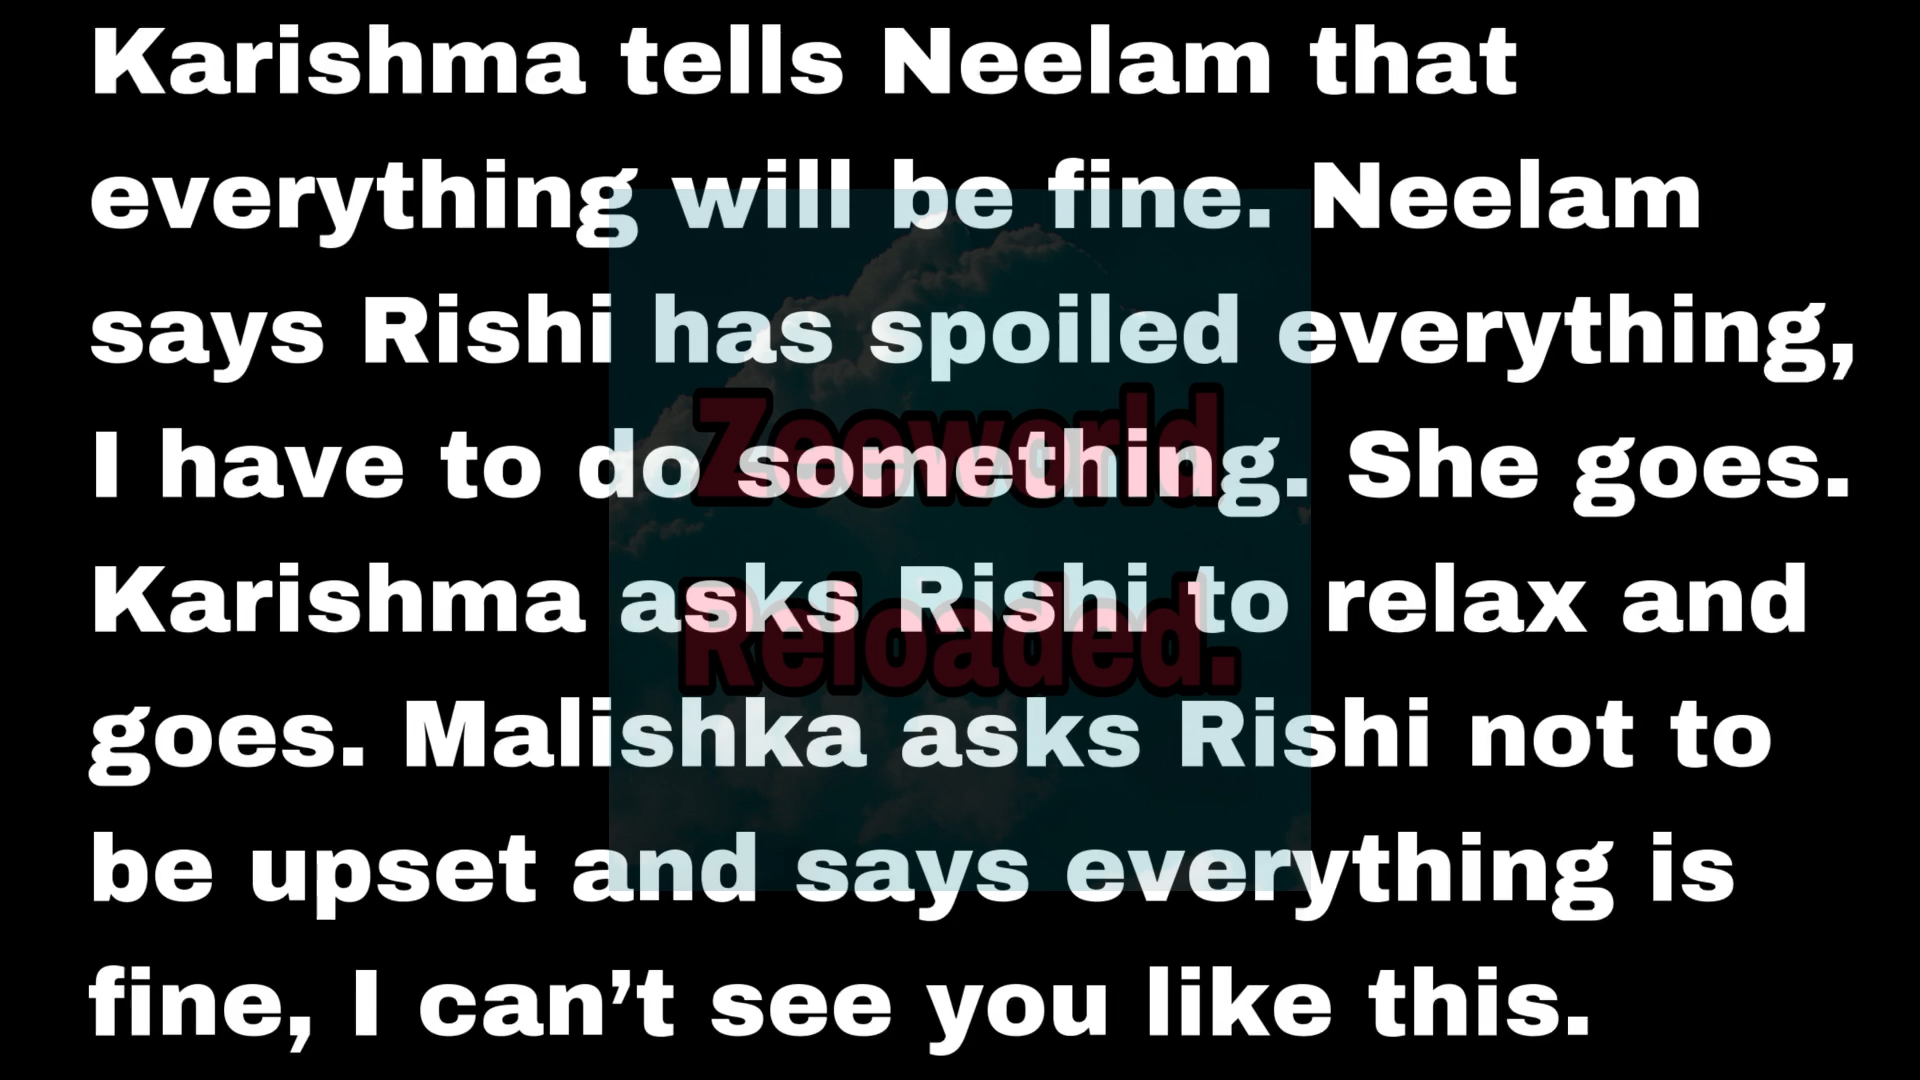 Karishma tells Neelam that
everything will be fine. Neelam
says Rishi has spoiled everything,
I have to do something. She goes.
Karishma asks Rishi to relax and
goes. Malishka asks Rishi not to
be upset and says everything is
fine, I can’t see you like this.
Zeeworld
Reloaded.